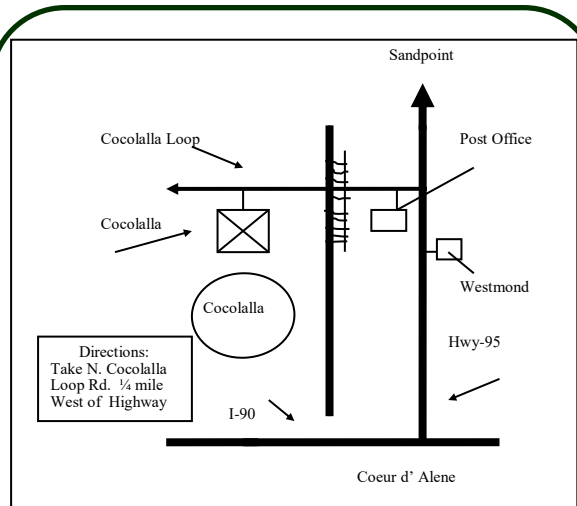 Sandpoint
Cocolalla Loop
Post Office
Cocolalla
Westmond
Cocolalla
Hwy-95
Directions:
Take N. Cocolalla
Loop Rd. ¼ mile
West of Highway
I-90
Coeur d’ Alene